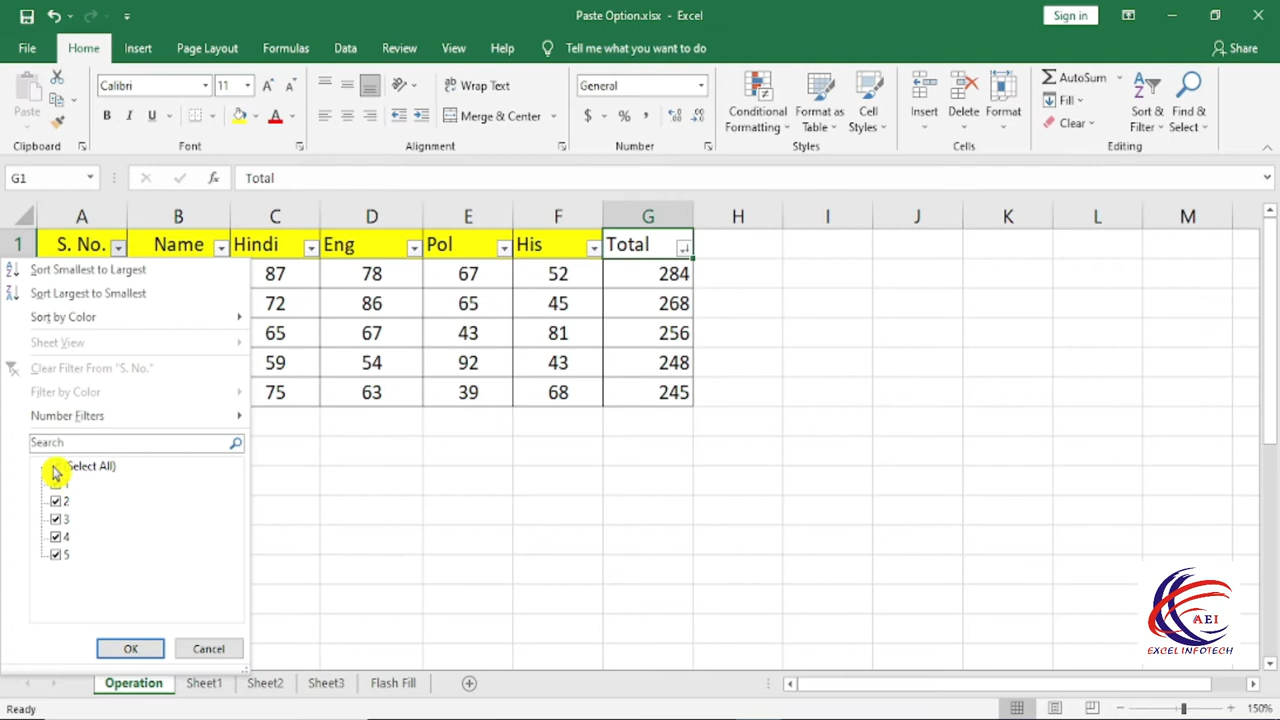 Paste Option.xlsx - Excel
Sign in
File Home Insert Page Layout Formulas Data Review View Help Tell me what you want to do Share
Paste
Calibri 11
B I U A
Wrap Text
Merge & Center
General
$ % ,
Conditional Formatting
Format as Table
Cell Styles
Insert
Delete
Format
AutoSum
Fill
Clear
Sort & Filter
Find & Select
Clipboard Font Alignment Number Styles Cells Editing
G1 fx Total
A B C D E F G H I J K L M
1 S. No. Name Hindi Eng Pol His Total
87 78 67 52 284
72 86 65 45 268
65 67 43 81 256
59 54 92 43 248
75 63 39 68 245
Sort Smallest to Largest
Sort Largest to Smallest
Sort by Color
Sheet View
Clear Filter From "S. No."
Filter by Color
Number Filters
Search
(Select All)
2
3
4
5
OK Cancel
AEI
EXCEL INFOTECH
Operation Sheet1 Sheet2 Sheet3 Flash Fill
Ready 150%